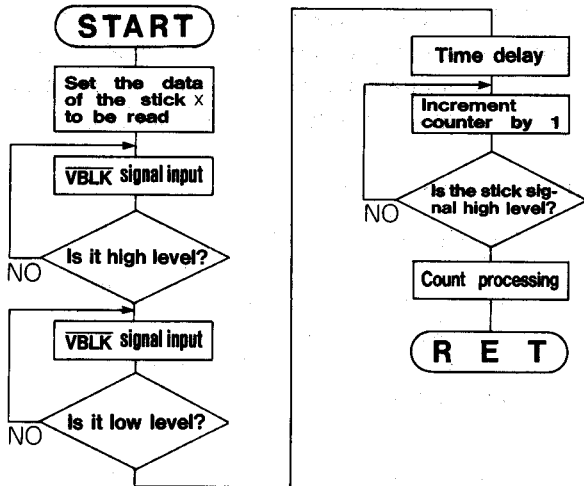 START
Set the data
of the stick X
to be read
VBLK signal input
Is it high level?
NO
VBLK signal input
Is it low level?
NO
Time delay
Increment
counter by 1
Is the stick sig-
nal high level?
NO
Count processing
R E T